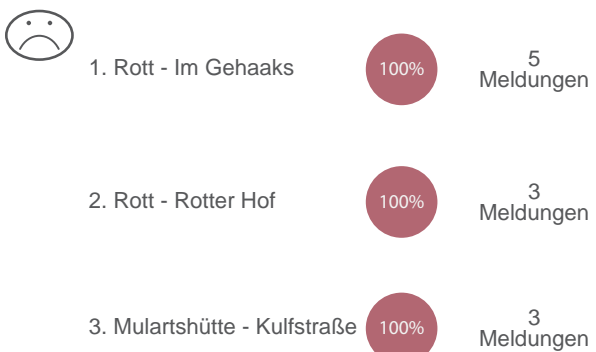 1. Rott - Im Gehaaks
100%
5
Meldungen
2. Rott - Rotter Hof
100%
3
Meldungen
3. Mulartshütte - Kulfstraße
100%
3
Meldungen